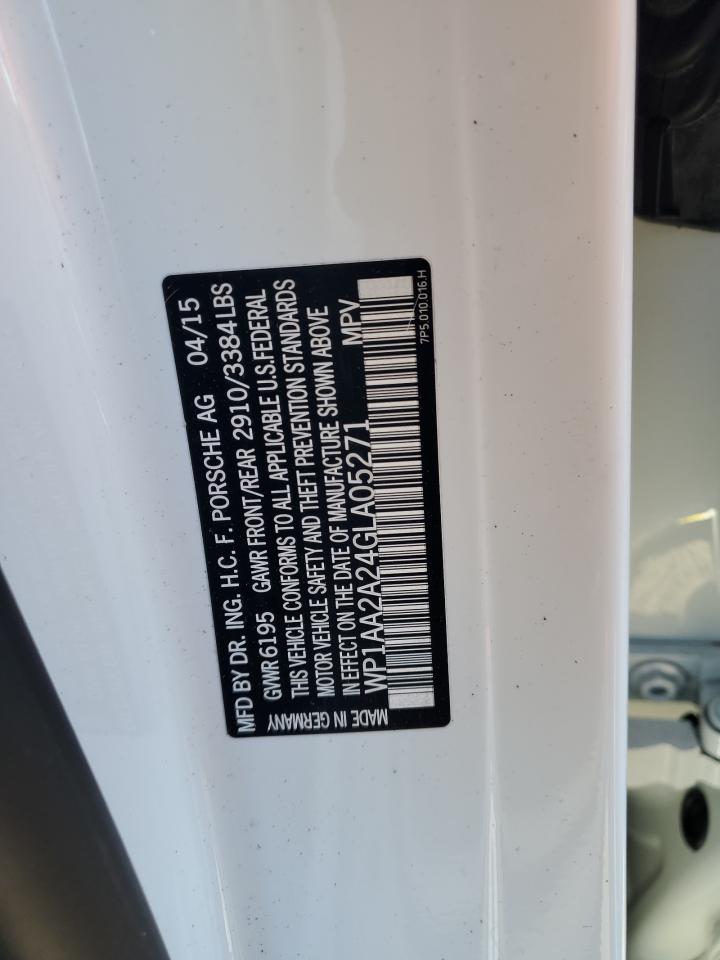 MFD BY DR. ING. H.C. F. PORSCHE AG 04/15
GWR 6195 GAWR FRONT/REAR 2910/3384 LBS
THIS VEHICLE CONFORMS TO ALL APPLICABLE U.S.FEDERAL
MOTOR VEHICLE SAFETY AND THEFT PREVENTION STANDARDS
IN EFFECT ON THE DATE OF MANUFACTURE SHOWN ABOVE
WP1AA2A24GLA05271 MPV
MADE IN GERMANY
7P5.010.016.H